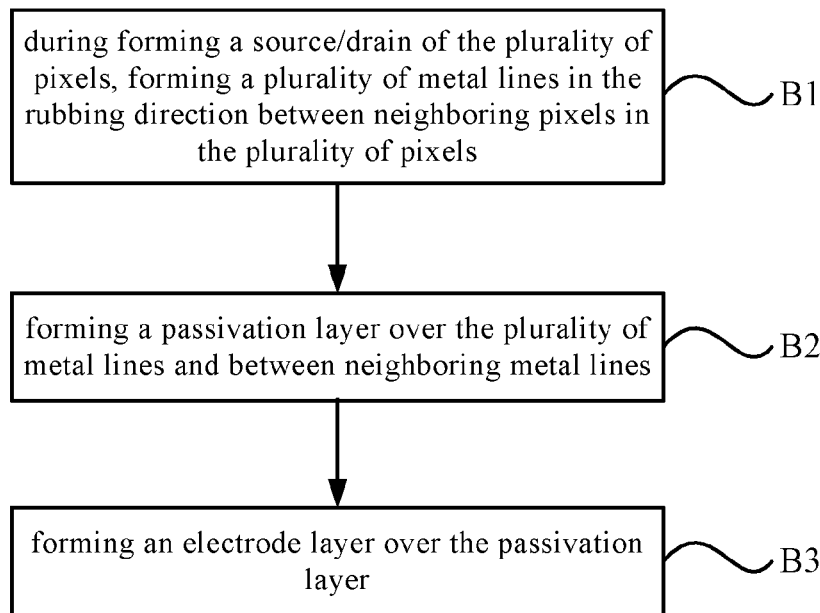 during forming a source/drain of the plurality of
pixels, forming a plurality of metal lines in the
rubbing direction between neighboring pixels in
the plurality of pixels
B1
forming a passivation layer over the plurality of
metal lines and between neighboring metal lines
B2
forming an electrode layer over the passivation
layer
B3